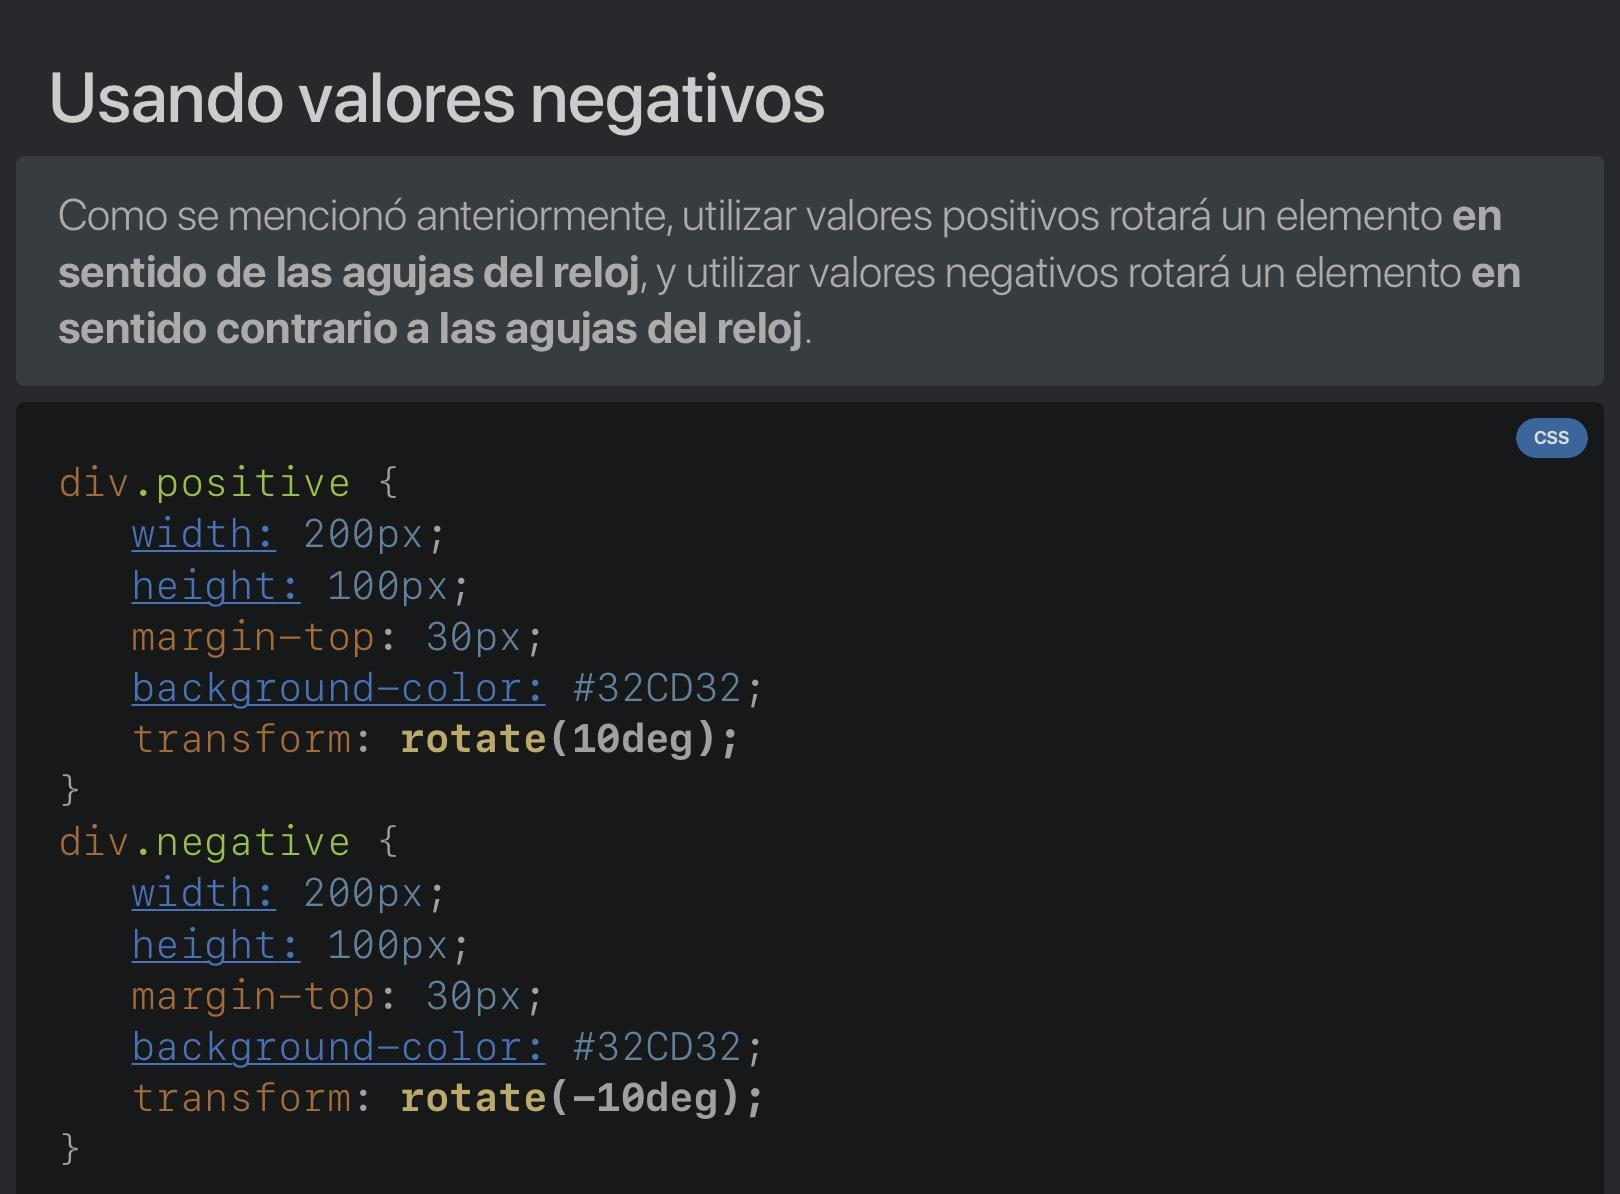 Usando valores negativos
Como se mencionó anteriormente, utilizar valores positivos rotará un elemento en
sentido de las agujas del reloj, y utilizar valores negativos rotará un elemento en
sentido contrario a las agujas del reloj.
CSS
div.positive {
   width: 200px;
   height: 100px;
   margin-top: 30px;
   background-color: #32CD32;
   transform: rotate(10deg);
}
div.negative {
   width: 200px;
   height: 100px;
   margin-top: 30px;
   background-color: #32CD32;
   transform: rotate(-10deg);
}